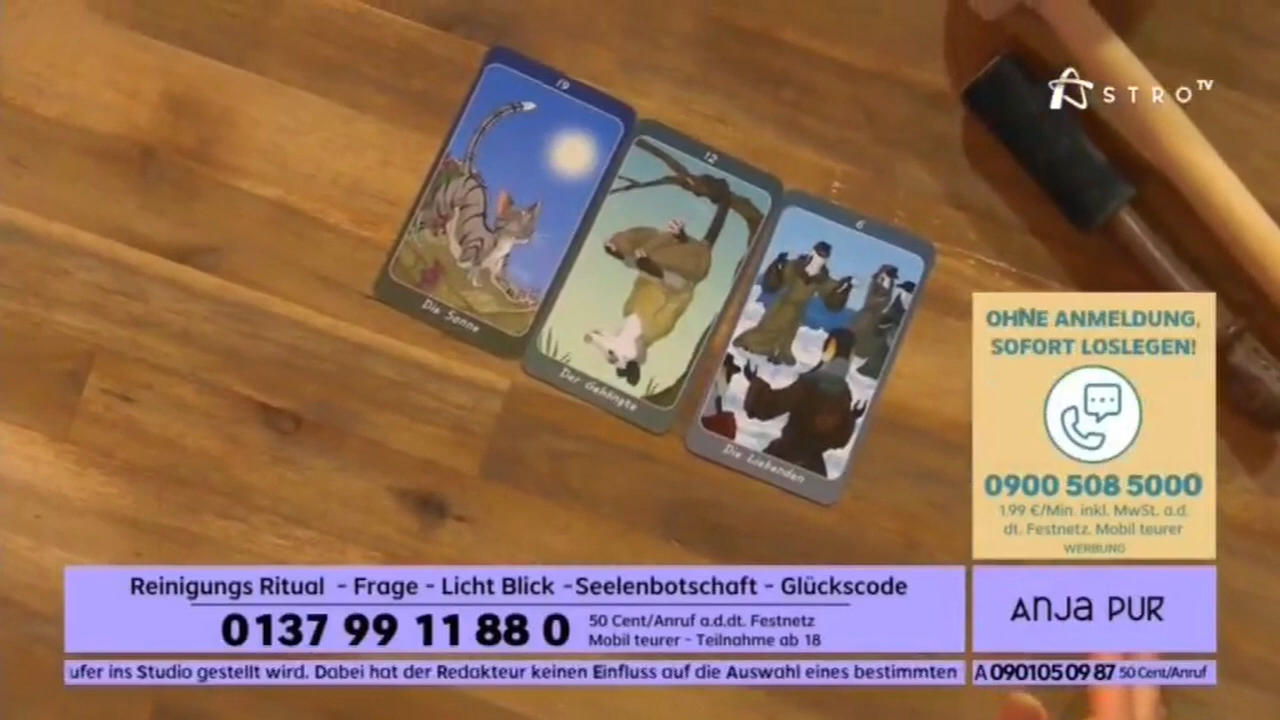 ASTRO TV
19
Die Sonne
12
Der Gehängte
6
Die Liebenden
OHNE ANMELDUNG,
SOFORT LOSLEGEN!
0900 508 5000
1.99 €/Min. inkl. MwSt. a.d.
dt. Festnetz. Mobil teurer
WERBUNG
Reinigungs Ritual - Frage - Licht Blick -Seelenbotschaft - Glückscode
0137 99 11 88 0
50 Cent/Anruf a.d.dt. Festnetz
Mobil teurer - Teilnahme ab 18
ANJA PUR
ufer ins Studio gestellt wird. Dabei hat der Redakteur keinen Einfluss auf die Auswahl eines bestimmten
A 090105 09 87 50 Cent/Anruf